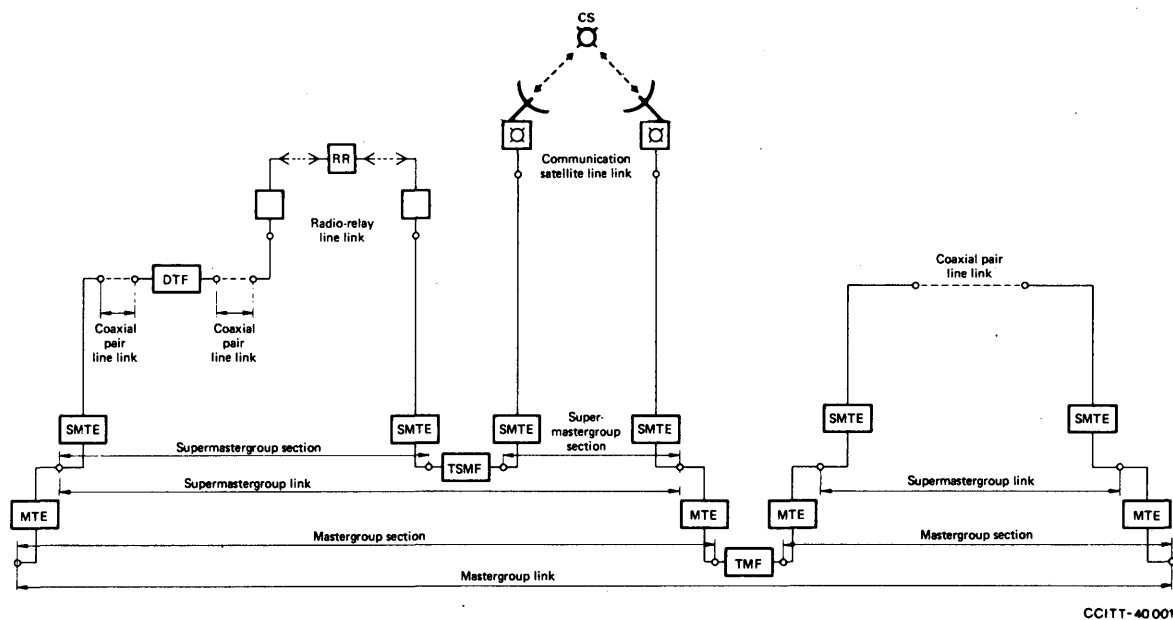 CS
Communication
satellite line link
RR
Radio-relay
line link
DTF
Coaxial
pair
line link
Coaxial
pair
line link
Coaxial pair
line link
SMTE
SMTE
SMTE
SMTE
SMTE
SMTE
Supermastergroup section
Super-
mastergroup
section
TSMF
Supermastergroup link
Supermastergroup link
MTE
MTE
MTE
MTE
Mastergroup section
Mastergroup section
TMF
Mastergroup link
CCITT-40 001